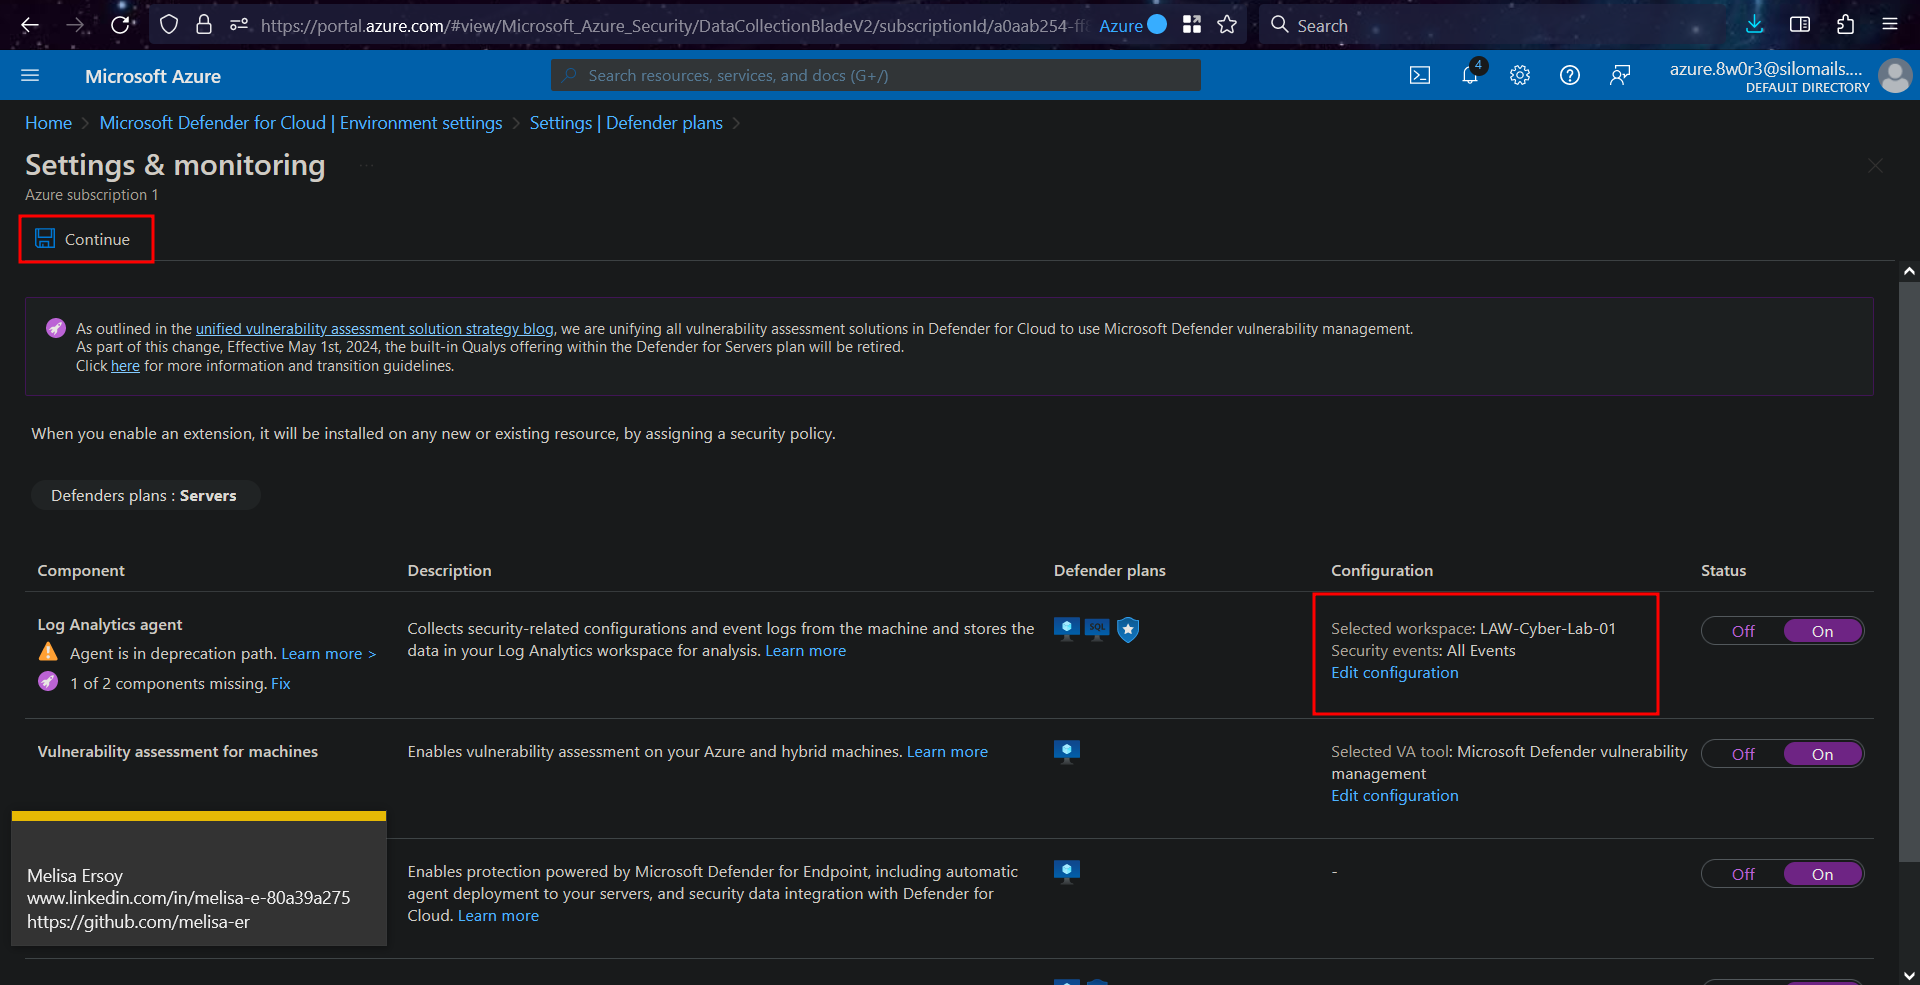 https://portal.azure.com/#view/Microsoft_Azure_Security/DataCollectionBladeV2/subscriptionId/a0aab254-ff
Azure
Search
Microsoft Azure
Search resources, services, and docs (G+/)
4
azure.8w0r3@silomails....
DEFAULT DIRECTORY
Home > Microsoft Defender for Cloud | Environment settings > Settings | Defender plans >
Settings & monitoring ...
Azure subscription 1
Continue
As outlined in the unified vulnerability assessment solution strategy blog, we are unifying all vulnerability assessment solutions in Defender for Cloud to use Microsoft Defender vulnerability management.
As part of this change, Effective May 1st, 2024, the built-in Qualys offering within the Defender for Servers plan will be retired.
Click here for more information and transition guidelines.
When you enable an extension, it will be installed on any new or existing resource, by assigning a security policy.
Defenders plans : Servers
Component Description Defender plans Configuration Status
Log Analytics agent
Agent is in deprecation path. Learn more >
1 of 2 components missing. Fix
Collects security-related configurations and event logs from the machine and stores the
data in your Log Analytics workspace for analysis. Learn more
SQL
Selected workspace: LAW-Cyber-Lab-01
Security events: All Events
Edit configuration
Off On
Vulnerability assessment for machines
Enables vulnerability assessment on your Azure and hybrid machines. Learn more
Selected VA tool: Microsoft Defender vulnerability
management
Edit configuration
Off On
Melisa Ersoy
www.linkedin.com/in/melisa-e-80a39a275
https://github.com/melisa-er
Enables protection powered by Microsoft Defender for Endpoint, including automatic
agent deployment to your servers, and security data integration with Defender for
Cloud. Learn more
-
Off On